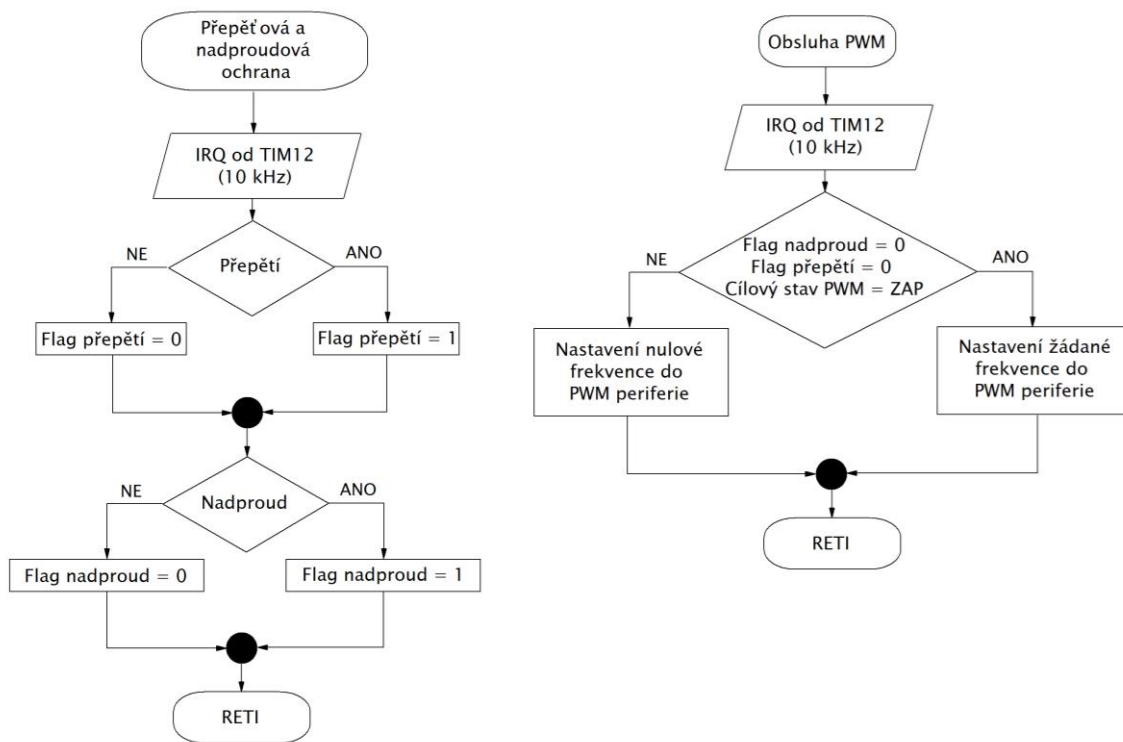 Přepěťová a
nadproudová
ochrana
IRQ od TIM12
(10 kHz)
NE
ANO
Přepětí
Flag přepětí = 0
Flag přepětí = 1
NE
ANO
Nadproud
Flag nadproud = 0
Flag nadproud = 1
RETI
Obsluha PWM
IRQ od TIM12
(10 kHz)
Flag nadproud = 0
NE
ANO
Flag přepětí = 0
Cílový stav PWM = ZAP
Nastavení nulové
frekvence do
PWM periferie
Nastavení žádané
frekvence do
PWM periferie
RETI